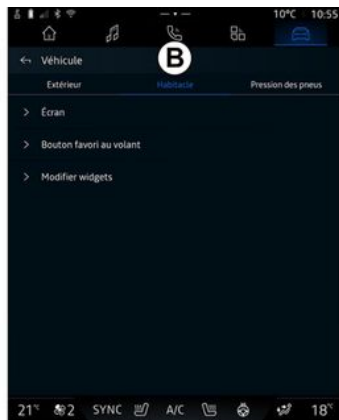 10°C 10:55
Véhicule
B
Extérieur Habitacle Pression des pneus
Écran
Bouton favori au volant
Modifier widgets
21° 2 SYNC A/C 18°